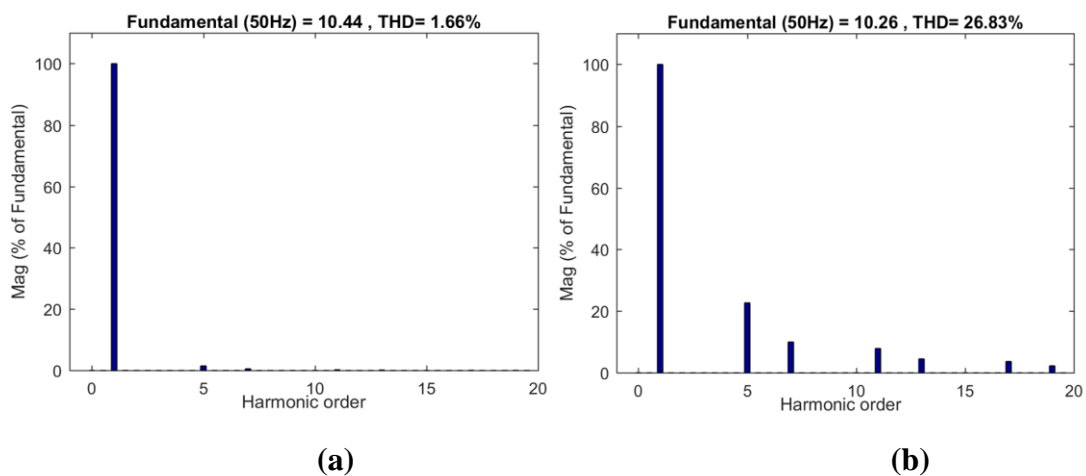 Fundamental (50Hz) = 10.44 , THD= 1.66%
100
80
60
40
20
0
Mag (% of Fundamental)
0 5 10 15 20
Harmonic order
(a)
Fundamental (50Hz) = 10.26 , THD= 26.83%
100
80
60
40
20
0
Mag (% of Fundamental)
0 5 10 15 20
Harmonic order
(b)